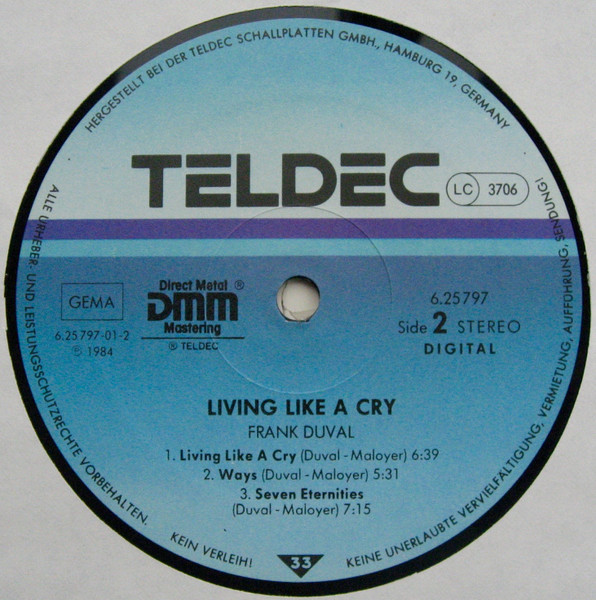 HERGESTELLT BEI DER TELDEC SCHALLPLATTEN GMBH., HAMBURG 19, GERMANY
TELDEC
LC 3706
GEMA
6.25797-01-2
℗ 1984
Direct Metal ®
DMM
Mastering
® TELDEC
6.25797
Side 2 STEREO
DIGITAL
LIVING LIKE A CRY
FRANK DUVAL
1. Living Like A Cry (Duval - Maloyer) 6:39
2. Ways (Duval - Maloyer) 5:31
3. Seven Eternities
(Duval - Maloyer) 7:15
33
ALLE URHEBER- UND LEISTUNGSSCHUTZRECHTE VORBEHALTEN. KEIN VERLEIH! KEINE UNERLAUBTE VERVIELFÄLTIGUNG, VERMIETUNG, AUFFÜHRUNG, SENDUNG!